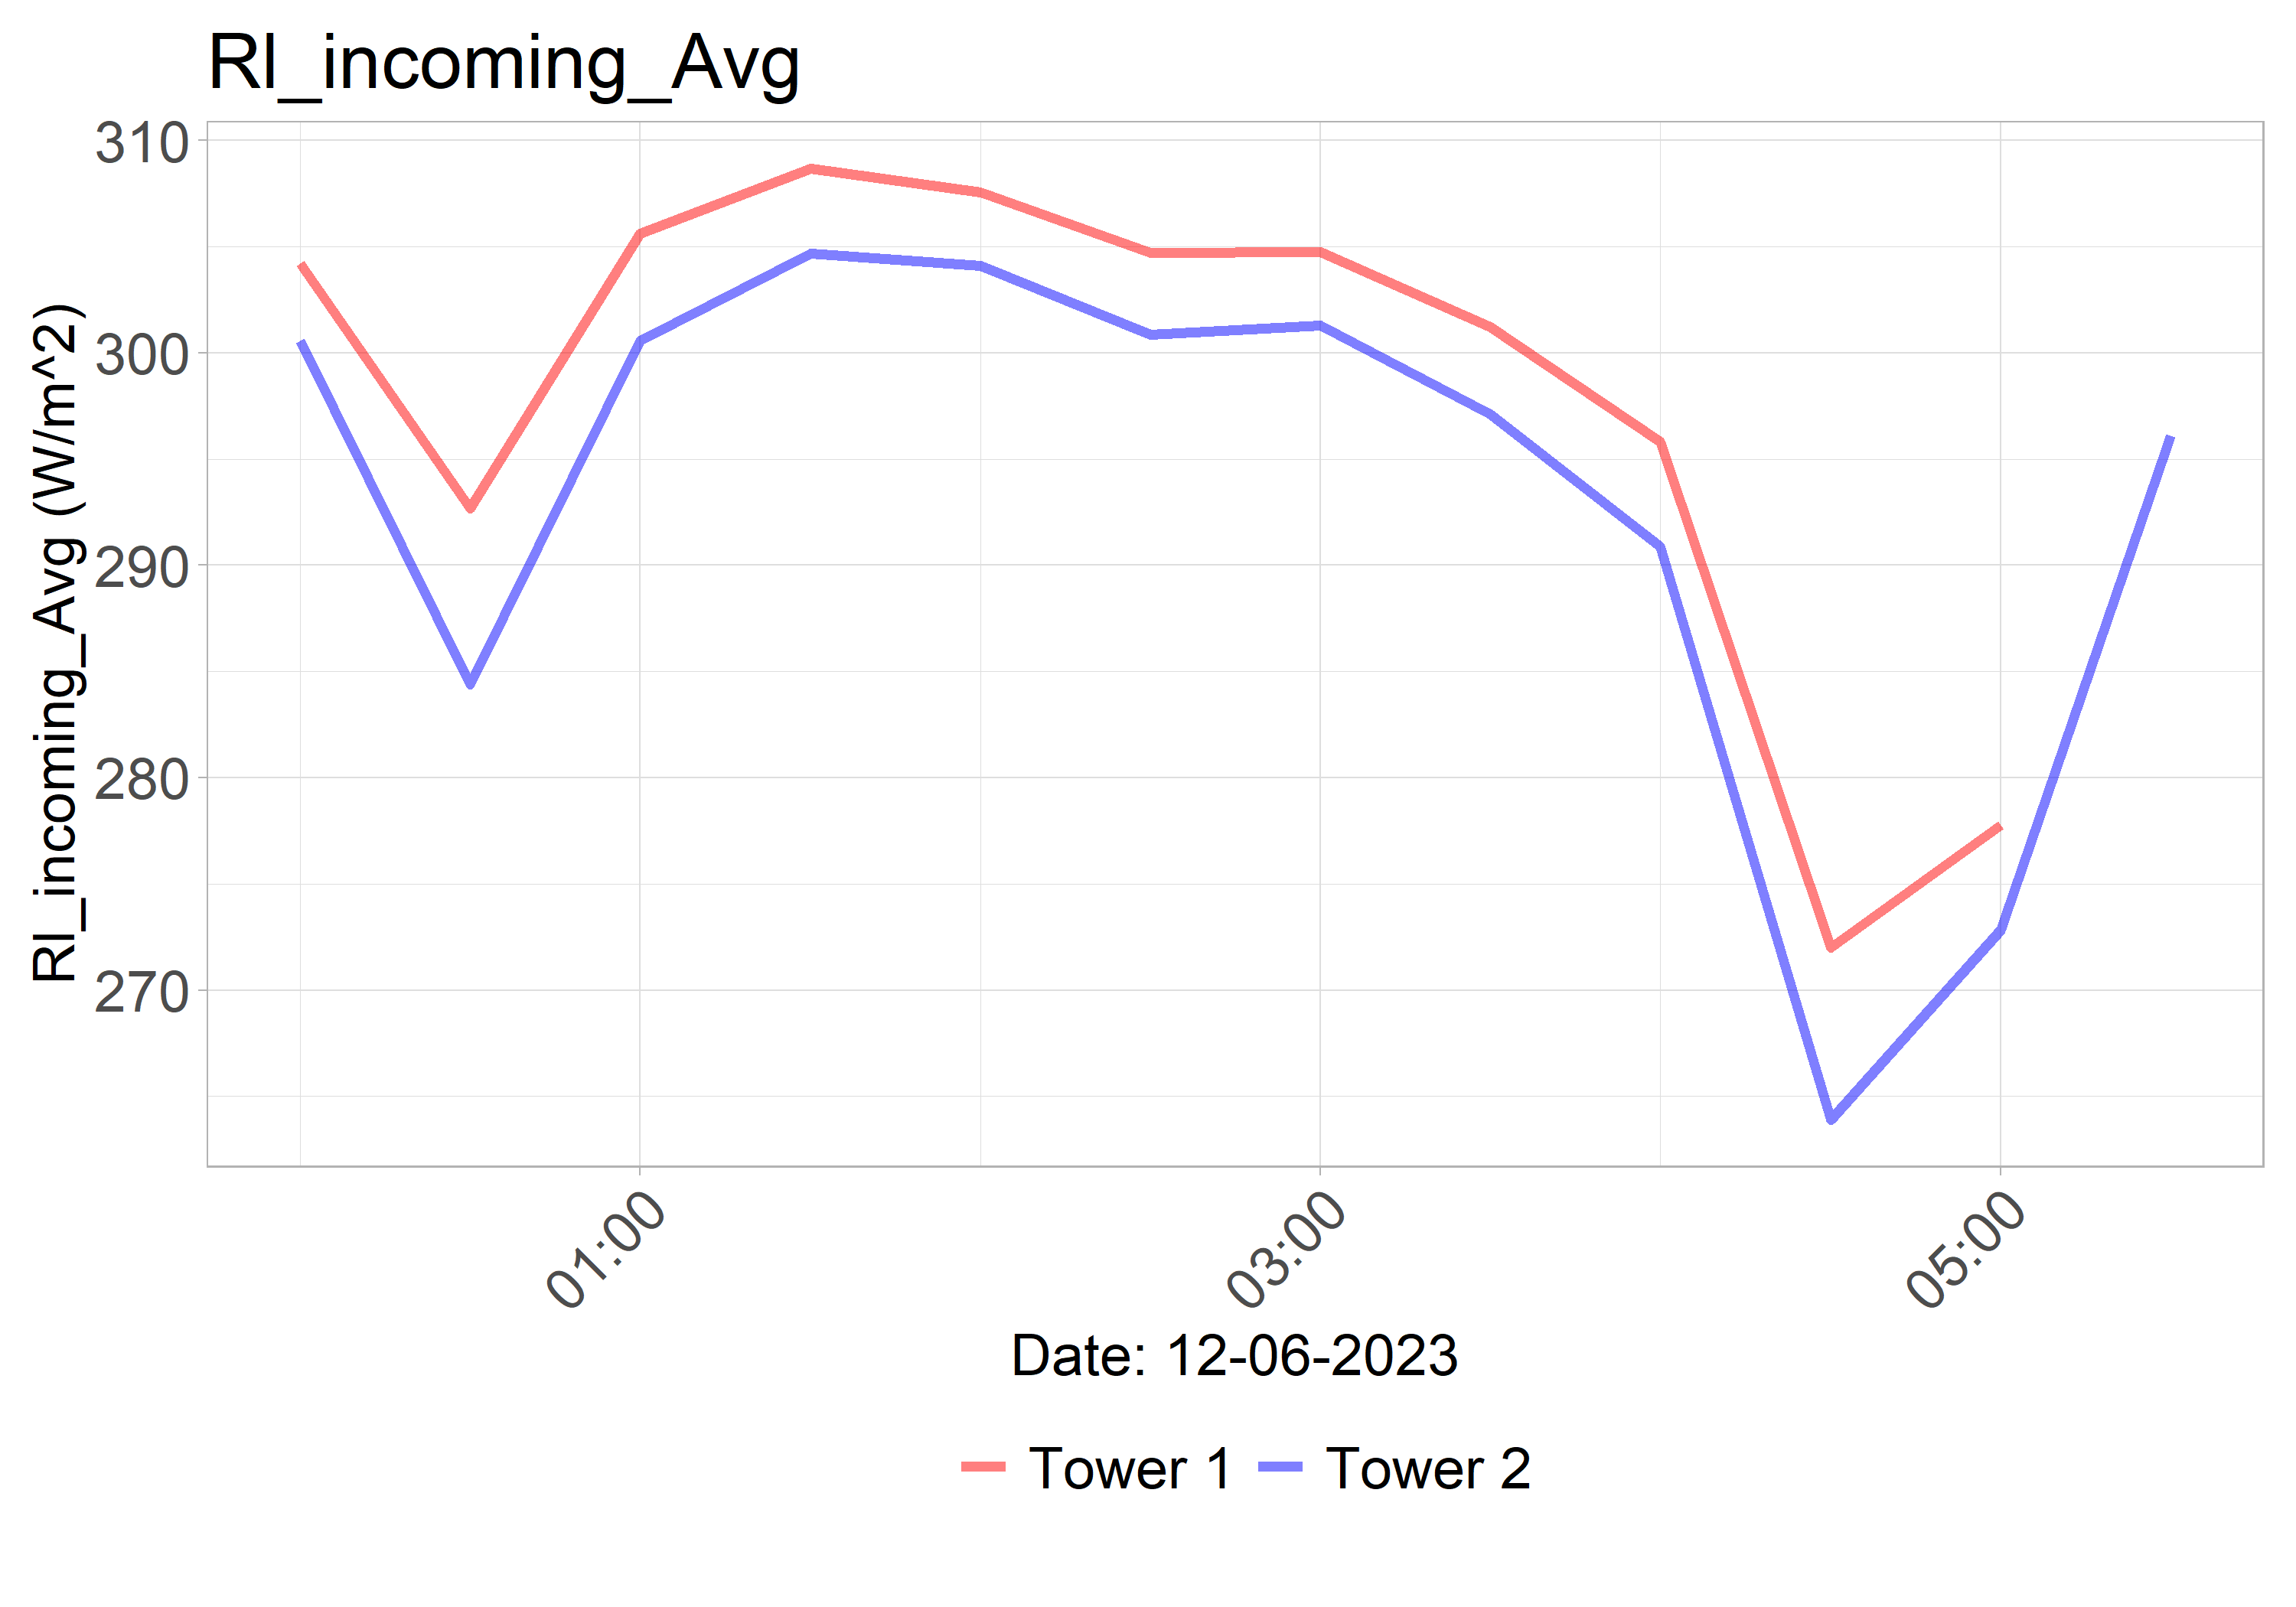 Rl_incoming_Avg
Rl_incoming_Avg (W/m^2)
310
300
290
280
270
01:00
03:00
05:00
Date: 12-06-2023
Tower 1
Tower 2